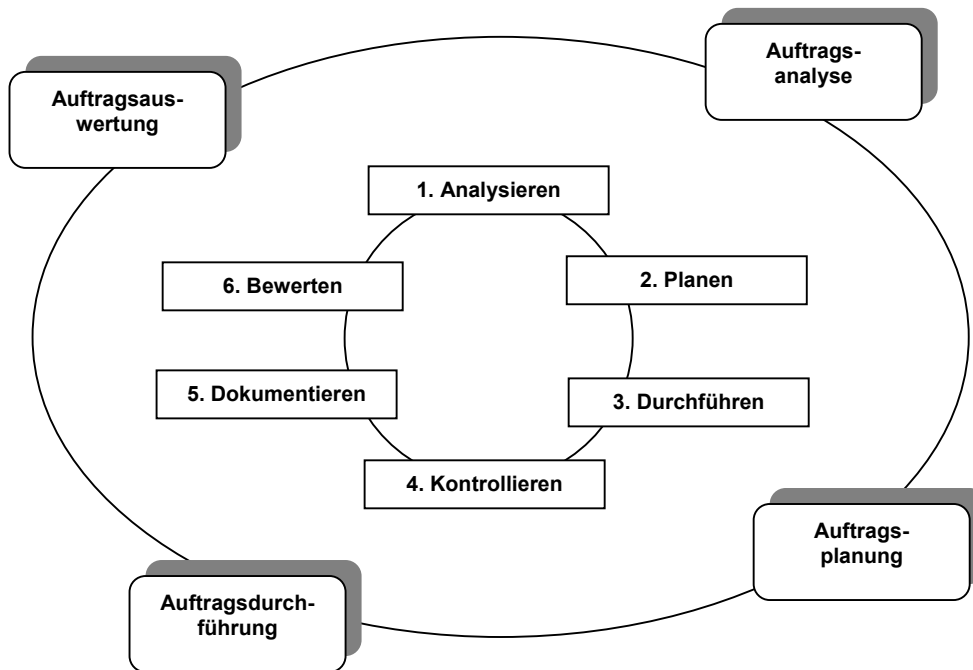 Auftrags-
analyse
Auftragsaus-
wertung
1. Analysieren
6. Bewerten
2. Planen
5. Dokumentieren
3. Durchführen
4. Kontrollieren
Auftrags-
planung
Auftragsdurch-
führung